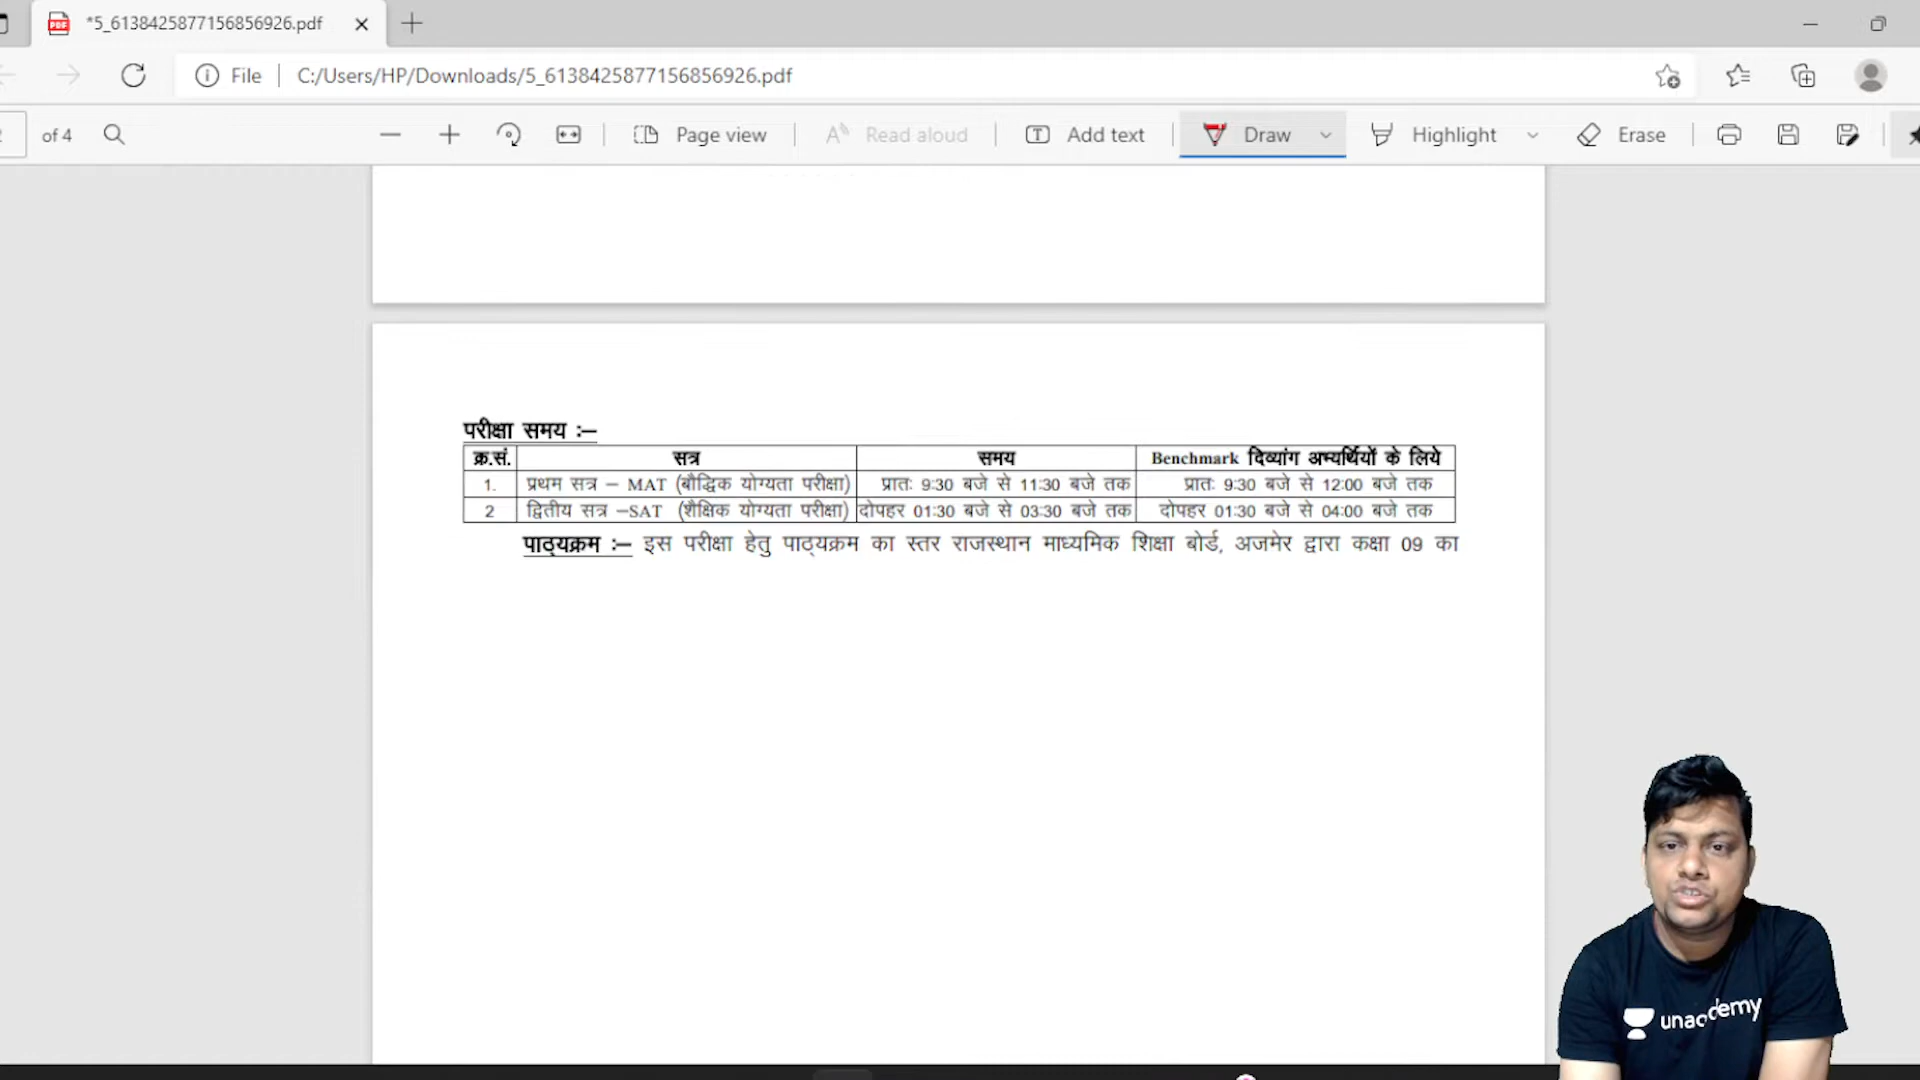 *5_6138425877156856926.pdf
File C:/Users/HP/Downloads/5_6138425877156856926.pdf
of 4 Page view Read aloud Add text Draw Highlight Erase
परीक्षा समय :–
क्र.सं. सत्र समय Benchmark दिव्यांग अभ्यर्थियों के लिये
1. प्रथम सत्र – MAT (बौद्धिक योग्यता परीक्षा) प्रातः 9:30 बजे से 11:30 बजे तक प्रातः 9:30 बजे से 12:00 बजे तक
2 द्वितीय सत्र –SAT (शैक्षिक योग्यता परीक्षा) दोपहर 01:30 बजे से 03:30 बजे तक दोपहर 01:30 बजे से 04:00 बजे तक
पाठ्यक्रम :– इस परीक्षा हेतु पाठ्यक्रम का स्तर राजस्थान माध्यमिक शिक्षा बोर्ड, अजमेर द्वारा कक्षा 09 का
unacademy